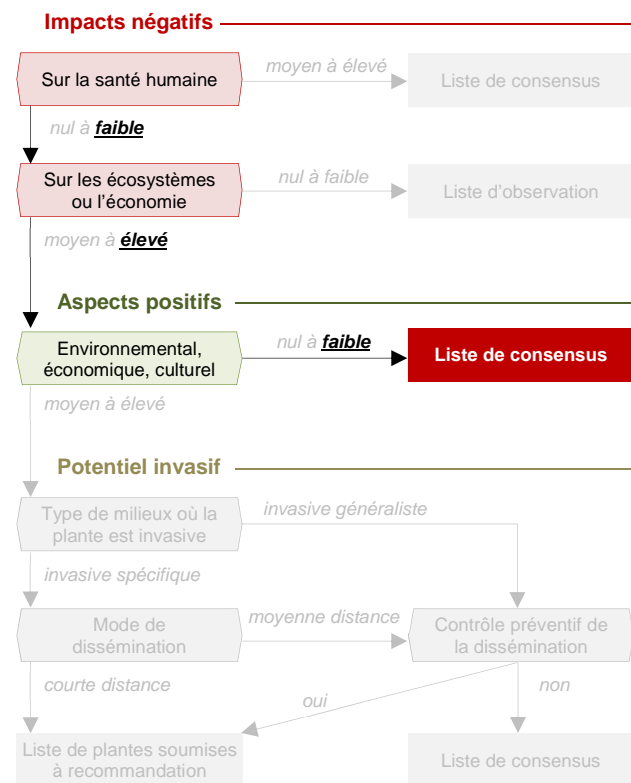 Impacts négatifs
Sur la santé humaine
moyen à élevé
Liste de consensus
nul à faible
Sur les écosystèmes
ou l'économie
nul à faible
Liste d'observation
moyen à élevé
Aspects positifs
Environnemental,
économique, culturel
nul à faible
Liste de consensus
moyen à élevé
Potentiel invasif
Type de milieux où la
plante est invasive
invasive généraliste
invasive spécifique
Mode de
dissémination
moyenne distance
Contrôle préventif de
la dissémination
courte distance
oui
non
Liste de plantes soumises
à recommandation
Liste de consensus